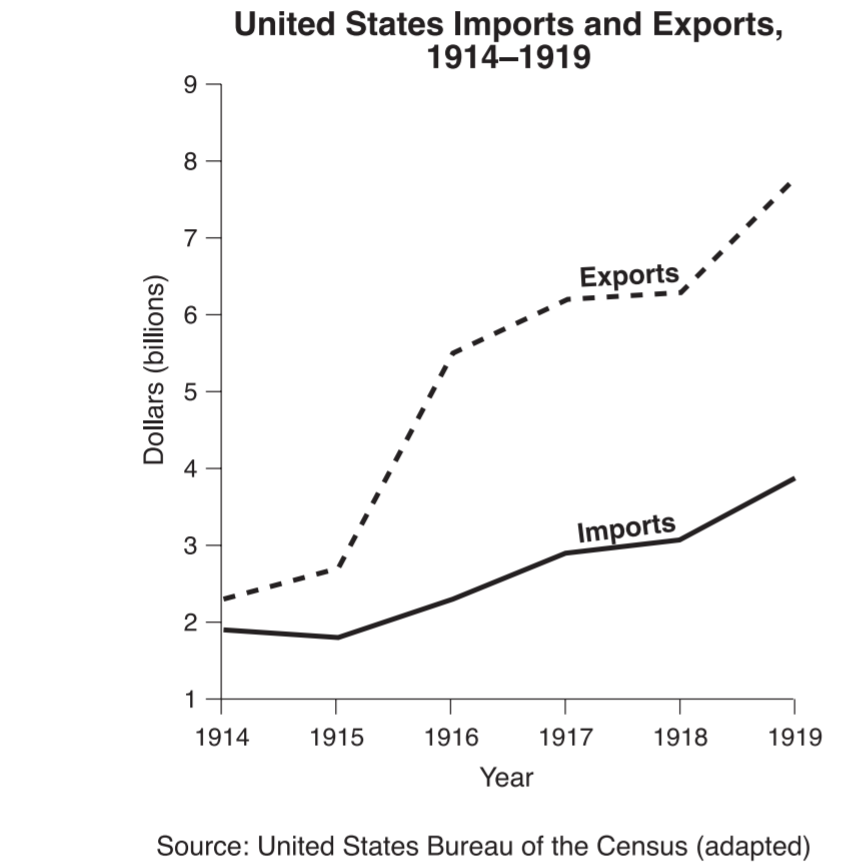 United States Imports and Exports,
1914–1919
9
8
7
6
5
4
3
2
1
Dollars (billions)
Exports
Imports
1914 1915 1916 1917 1918 1919
Year
Source: United States Bureau of the Census (adapted)